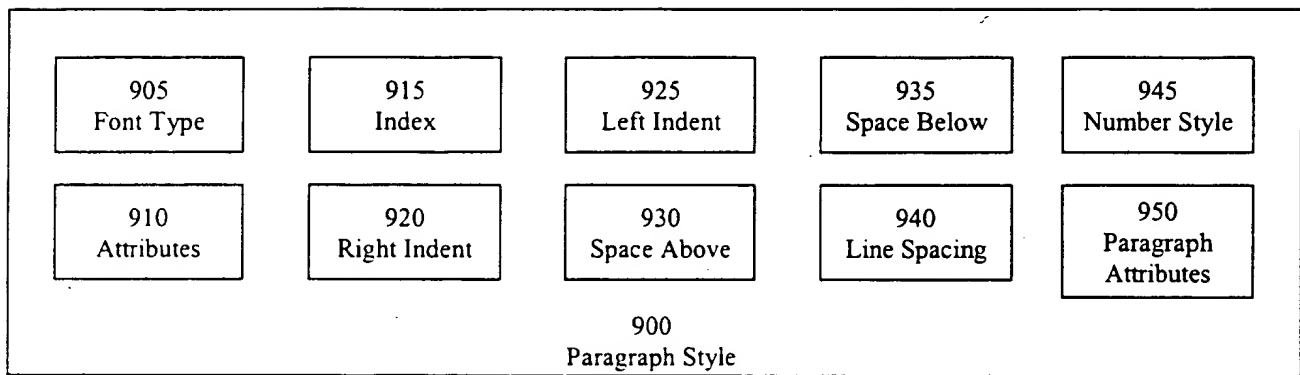 905
Font Type
915
Index
925
Left Indent
935
Space Below
945
Number Style
910
Attributes
920
Right Indent
930
Space Above
940
Line Spacing
950
Paragraph
Attributes
900
Paragraph Style